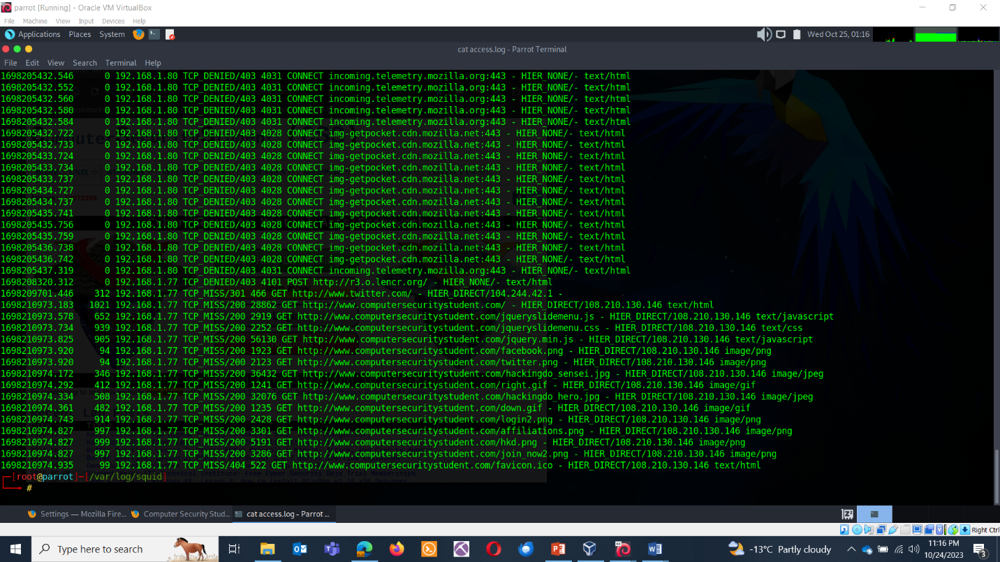 parrot [Running] - Oracle VM VirtualBox
File Machine View Input Devices Help
Applications Places System Wed Oct 25, 01:16
cat access.log - Parrot Terminal
File Edit View Search Terminal Help
1698205432.546 0 192.168.1.80 TCP_DENIED/403 4031 CONNECT incoming.telemetry.mozilla.org:443 - HIER_NONE/- text/html
1698205432.552 0 192.168.1.80 TCP_DENIED/403 4031 CONNECT incoming.telemetry.mozilla.org:443 - HIER_NONE/- text/html
1698205432.560 0 192.168.1.80 TCP_DENIED/403 4031 CONNECT incoming.telemetry.mozilla.org:443 - HIER_NONE/- text/html
1698205432.580 0 192.168.1.80 TCP_DENIED/403 4031 CONNECT incoming.telemetry.mozilla.org:443 - HIER_NONE/- text/html
1698205432.584 0 192.168.1.80 TCP_DENIED/403 4031 CONNECT incoming.telemetry.mozilla.org:443 - HIER_NONE/- text/html
1698205432.722 0 192.168.1.80 TCP_DENIED/403 4028 CONNECT img-getpocket.cdn.mozilla.net:443 - HIER_NONE/- text/html
1698205432.733 0 192.168.1.80 TCP_DENIED/403 4028 CONNECT img-getpocket.cdn.mozilla.net:443 - HIER_NONE/- text/html
1698205433.724 0 192.168.1.80 TCP_DENIED/403 4028 CONNECT img-getpocket.cdn.mozilla.net:443 - HIER_NONE/- text/html
1698205433.734 0 192.168.1.80 TCP_DENIED/403 4028 CONNECT img-getpocket.cdn.mozilla.net:443 - HIER_NONE/- text/html
1698205433.737 0 192.168.1.80 TCP_DENIED/403 4028 CONNECT img-getpocket.cdn.mozilla.net:443 - HIER_NONE/- text/html
1698205434.727 0 192.168.1.80 TCP_DENIED/403 4028 CONNECT img-getpocket.cdn.mozilla.net:443 - HIER_NONE/- text/html
1698205434.737 0 192.168.1.80 TCP_DENIED/403 4028 CONNECT img-getpocket.cdn.mozilla.net:443 - HIER_NONE/- text/html
1698205435.741 0 192.168.1.80 TCP_DENIED/403 4028 CONNECT img-getpocket.cdn.mozilla.net:443 - HIER_NONE/- text/html
1698205435.756 0 192.168.1.80 TCP_DENIED/403 4028 CONNECT img-getpocket.cdn.mozilla.net:443 - HIER_NONE/- text/html
1698205435.759 0 192.168.1.80 TCP_DENIED/403 4028 CONNECT img-getpocket.cdn.mozilla.net:443 - HIER_NONE/- text/html
1698205436.738 0 192.168.1.80 TCP_DENIED/403 4028 CONNECT img-getpocket.cdn.mozilla.net:443 - HIER_NONE/- text/html
1698205436.742 0 192.168.1.80 TCP_DENIED/403 4028 CONNECT img-getpocket.cdn.mozilla.net:443 - HIER_NONE/- text/html
1698205437.319 0 192.168.1.80 TCP_DENIED/403 4031 CONNECT incoming.telemetry.mozilla.org:443 - HIER_NONE/- text/html
1698208320.312 0 192.168.1.77 TCP_DENIED/403 4101 POST http://r3.o.lencr.org/ - HIER_NONE/- text/html
1698209701.446 312 192.168.1.77 TCP_MISS/301 466 GET http://www.twitter.com/ - HIER_DIRECT/104.244.42.1 -
1698210973.183 1021 192.168.1.77 TCP_MISS/200 28862 GET http://www.computersecuritystudent.com/ - HIER_DIRECT/108.210.130.146 text/html
1698210973.578 652 192.168.1.77 TCP_MISS/200 2919 GET http://www.computersecuritystudent.com/jqueryslidemenu.js - HIER_DIRECT/108.210.130.146 text/javascript
1698210973.734 939 192.168.1.77 TCP_MISS/200 2252 GET http://www.computersecuritystudent.com/jqueryslidemenu.css - HIER_DIRECT/108.210.130.146 text/css
1698210973.825 905 192.168.1.77 TCP_MISS/200 56130 GET http://www.computersecuritystudent.com/jquery.min.js - HIER_DIRECT/108.210.130.146 text/javascript
1698210973.920 94 192.168.1.77 TCP_MISS/200 1923 GET http://www.computersecuritystudent.com/facebook.png - HIER_DIRECT/108.210.130.146 image/png
1698210973.920 94 192.168.1.77 TCP_MISS/200 2123 GET http://www.computersecuritystudent.com/twitter.png - HIER_DIRECT/108.210.130.146 image/png
1698210974.172 346 192.168.1.77 TCP_MISS/200 36432 GET http://www.computersecuritystudent.com/hackingdo_sensei.jpg - HIER_DIRECT/108.210.130.146 image/jpeg
1698210974.292 412 192.168.1.77 TCP_MISS/200 1241 GET http://www.computersecuritystudent.com/right.gif - HIER_DIRECT/108.210.130.146 image/gif
1698210974.334 508 192.168.1.77 TCP_MISS/200 32076 GET http://www.computersecuritystudent.com/hackingdo_hero.jpg - HIER_DIRECT/108.210.130.146 image/jpeg
1698210974.361 482 192.168.1.77 TCP_MISS/200 1235 GET http://www.computersecuritystudent.com/down.gif - HIER_DIRECT/108.210.130.146 image/gif
1698210974.743 914 192.168.1.77 TCP_MISS/200 2428 GET http://www.computersecuritystudent.com/login2.png - HIER_DIRECT/108.210.130.146 image/png
1698210974.827 997 192.168.1.77 TCP_MISS/200 3301 GET http://www.computersecuritystudent.com/affiliations.png - HIER_DIRECT/108.210.130.146 image/png
1698210974.827 999 192.168.1.77 TCP_MISS/200 5191 GET http://www.computersecuritystudent.com/hkd.png - HIER_DIRECT/108.210.130.146 image/png
1698210974.827 997 192.168.1.77 TCP_MISS/200 3286 GET http://www.computersecuritystudent.com/join_now2.png - HIER_DIRECT/108.210.130.146 image/png
1698210974.935 99 192.168.1.77 TCP_MISS/404 522 GET http://www.computersecuritystudent.com/favicon.ico - HIER_DIRECT/108.210.130.146 text/html
[root@parrot]-[/var/log/squid]
#
Settings — Mozilla Fire... Computer Security Stud... cat access.log - Parrot ...
Right Ctrl
Type here to search -13°C Partly cloudy 11:16 PM
10/24/2023 3